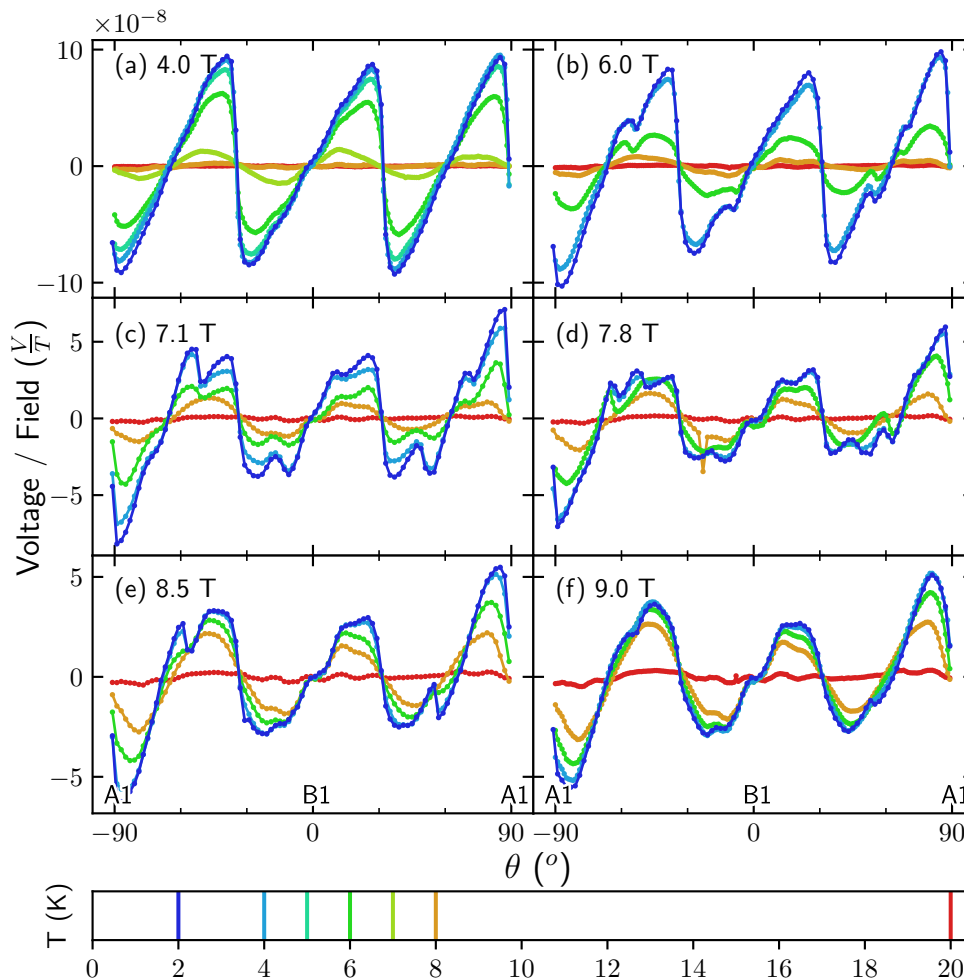 ×10−8
(a) 4.0 T
(b) 6.0 T
10
0
−10
(c) 7.1 T
(d) 7.8 T
5
0
−5
(e) 8.5 T
(f) 9.0 T
5
0
−5
Voltage / Field (V/T)
A1 B1 A1 A1 B1 A1
−90 0 90 −90 0 90
θ (o)
T (K)
0 2 4 6 8 10 12 14 16 18 20